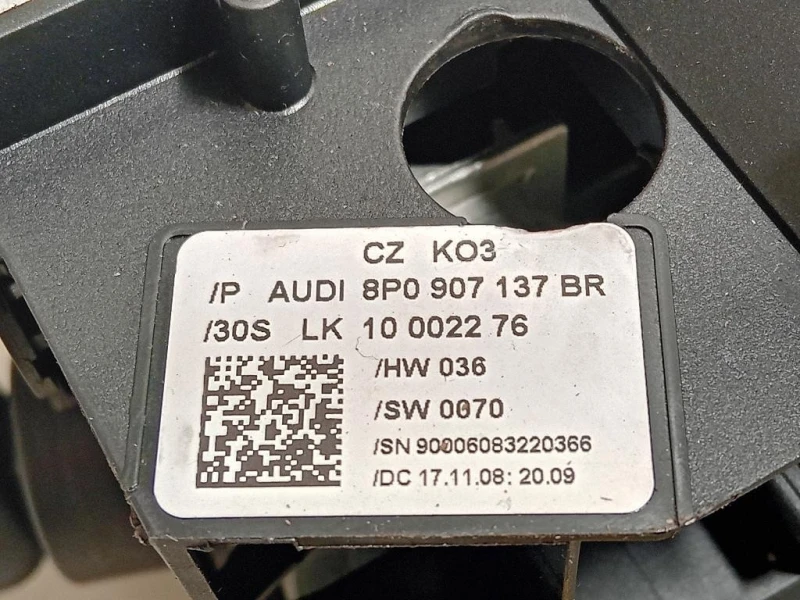 CZ KO3
/P AUDI 8P0 907 137 BR
/30S LK 10 0022 76
/HW 036
/SW 0070
/SN 90006083220366
/DC 17.11.08: 20.09